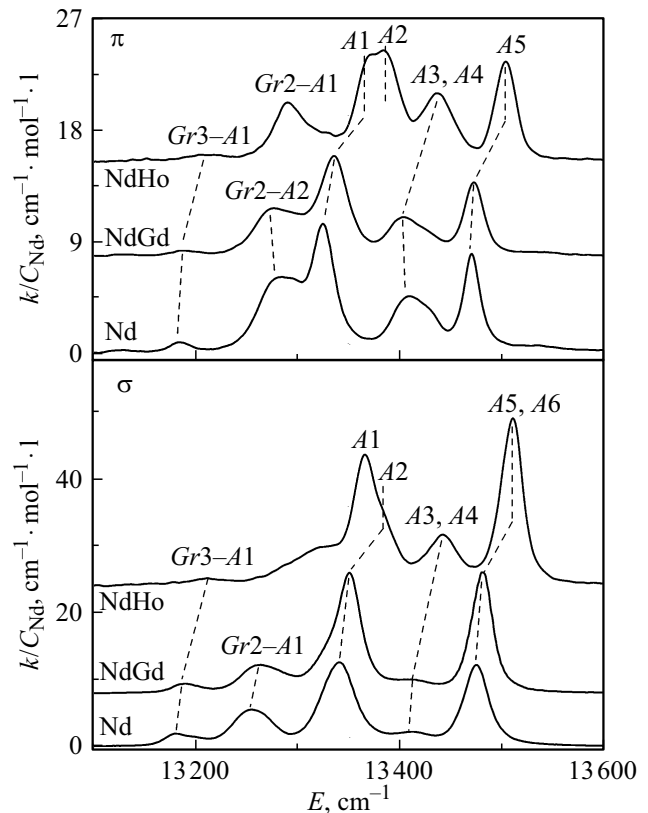 27
π
A1
A2
A5
A3, A4
Gr2–A1
18
Gr3–A1
NdHo
Gr2–A2
9
NdGd
Nd
0
k/C_Nd, cm⁻¹ · mol⁻¹ · l
σ
A5, A6
A1
40
A2
A3, A4
Gr3–A1
NdHo
20
Gr2–A1
NdGd
Nd
0
k/C_Nd, cm⁻¹ · mol⁻¹ · l
13 200
13 400
13 600
E, cm⁻¹